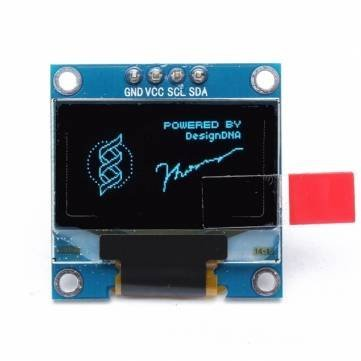 GND VCC SCL SDA
POWERED BY
DesignDNA